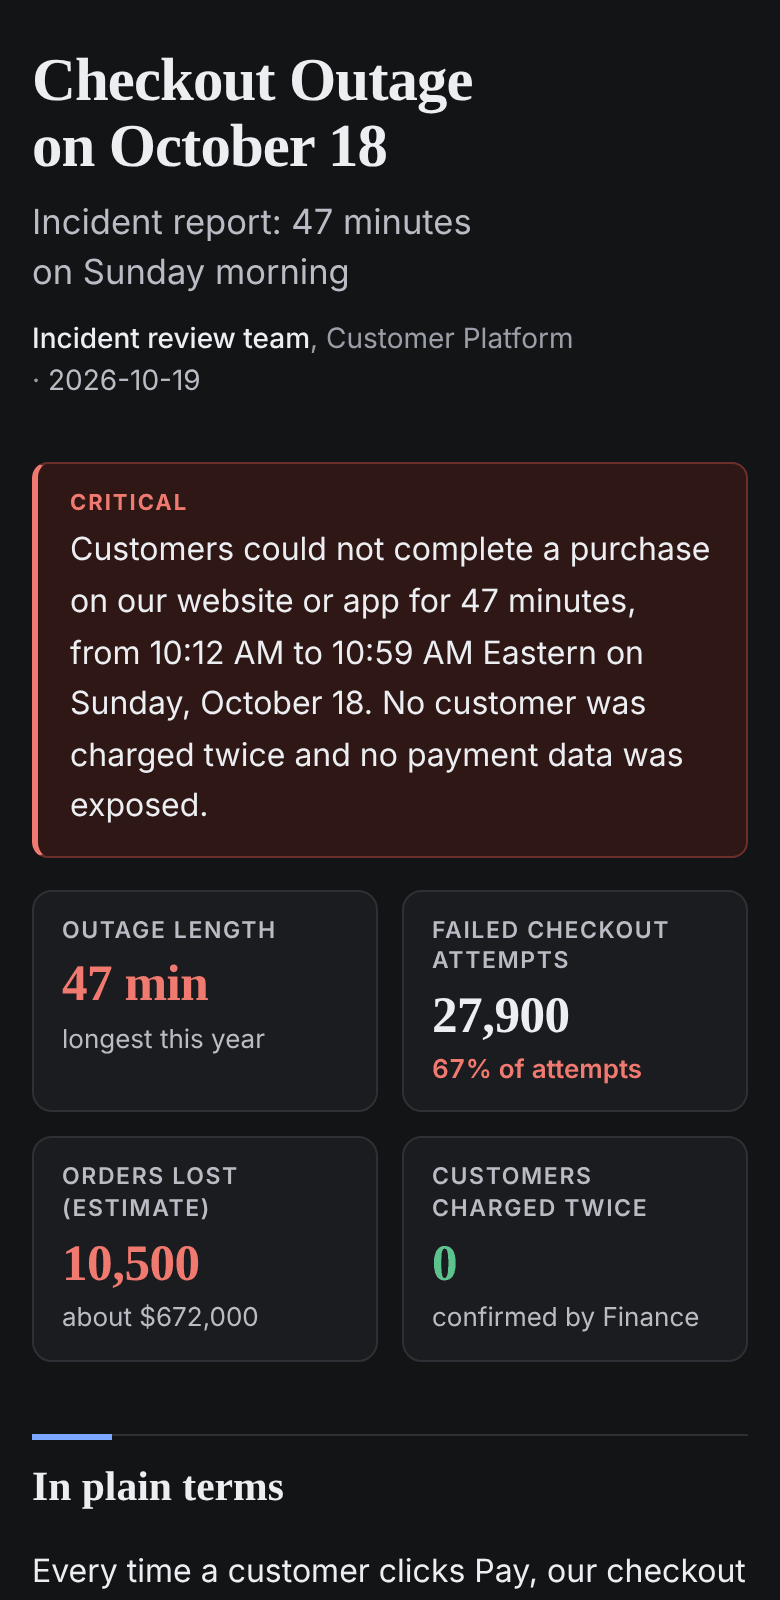 Checkout Outage
on October 18
Incident report: 47 minutes
on Sunday morning
Incident review team, Customer Platform
· 2026-10-19
CRITICAL
Customers could not complete a purchase
on our website or app for 47 minutes,
from 10:12 AM to 10:59 AM Eastern on
Sunday, October 18. No customer was
charged twice and no payment data was
exposed.
OUTAGE LENGTH
47 min
longest this year
FAILED CHECKOUT
ATTEMPTS
27,900
67% of attempts
ORDERS LOST
(ESTIMATE)
10,500
about $672,000
CUSTOMERS
CHARGED TWICE
0
confirmed by Finance
In plain terms
Every time a customer clicks Pay, our checkout